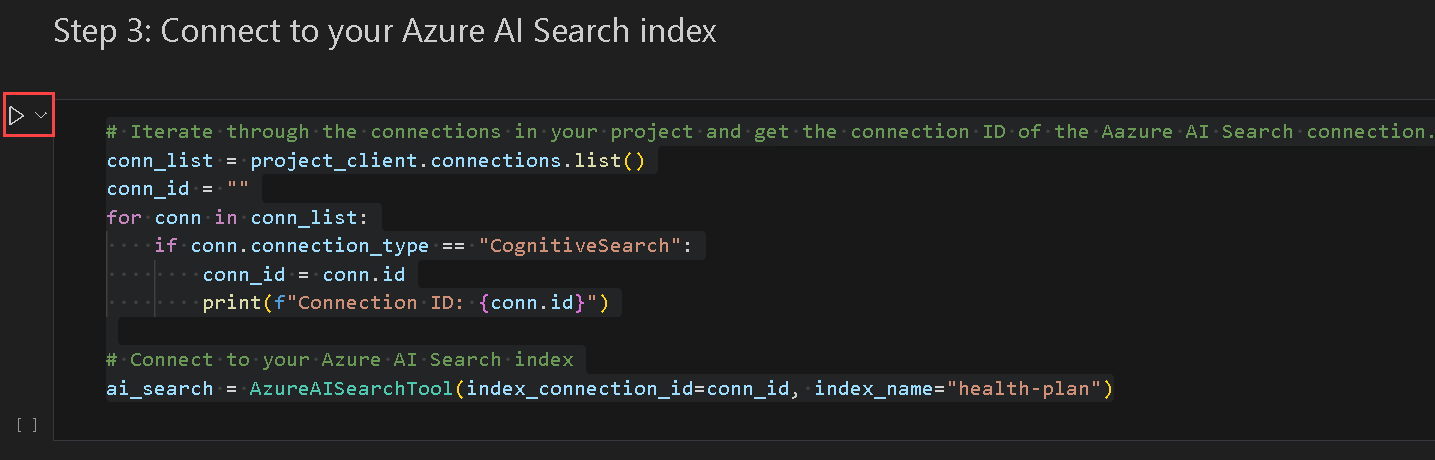 Step 3: Connect to your Azure AI Search index
# Iterate through the connections in your project and get the connection ID of the Aazure AI Search connection.
conn_list = project_client.connections.list()
conn_id = ""
for conn in conn_list:
    if conn.connection_type == "CognitiveSearch":
        conn_id = conn.id
        print(f"Connection ID: {conn.id}")
# Connect to your Azure AI Search index
ai_search = AzureAISearchTool(index_connection_id=conn_id, index_name="health-plan")
[ ]